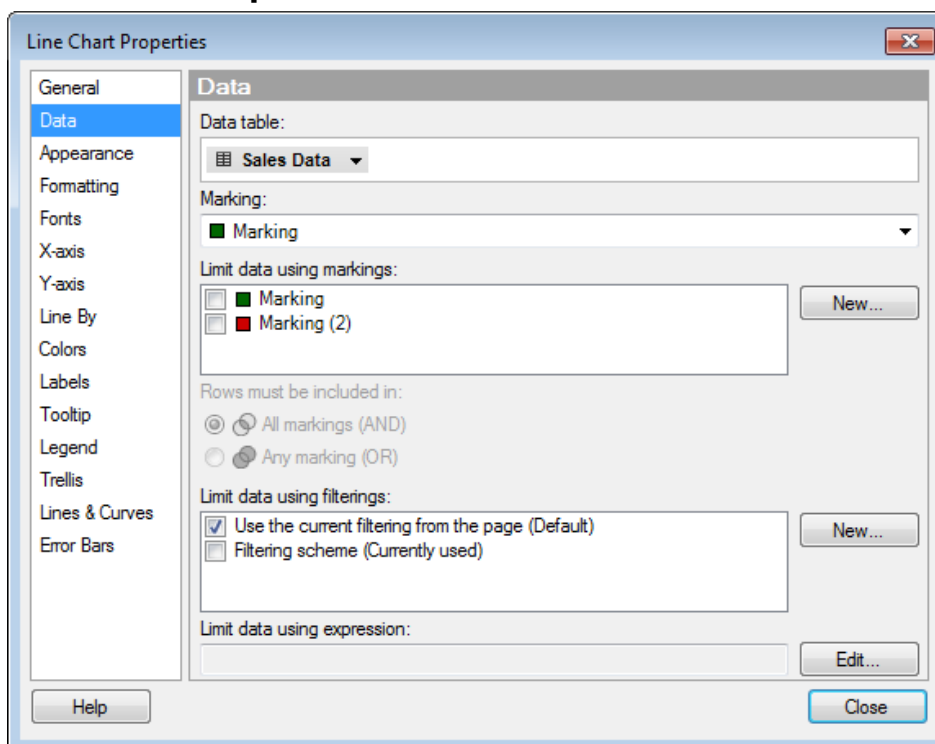 Line Chart Properties
General
Data
Appearance
Formatting
Fonts
X-axis
Y-axis
Line By
Colors
Labels
Tooltip
Legend
Trellis
Lines & Curves
Error Bars
Data
Data table:
Sales Data
Marking:
Marking
Limit data using markings:
Marking
Marking (2)
New...
Rows must be included in:
All markings (AND)
Any marking (OR)
Limit data using filterings:
Use the current filtering from the page (Default)
Filtering scheme (Currently used)
New...
Limit data using expression:
Edit...
Help
Close